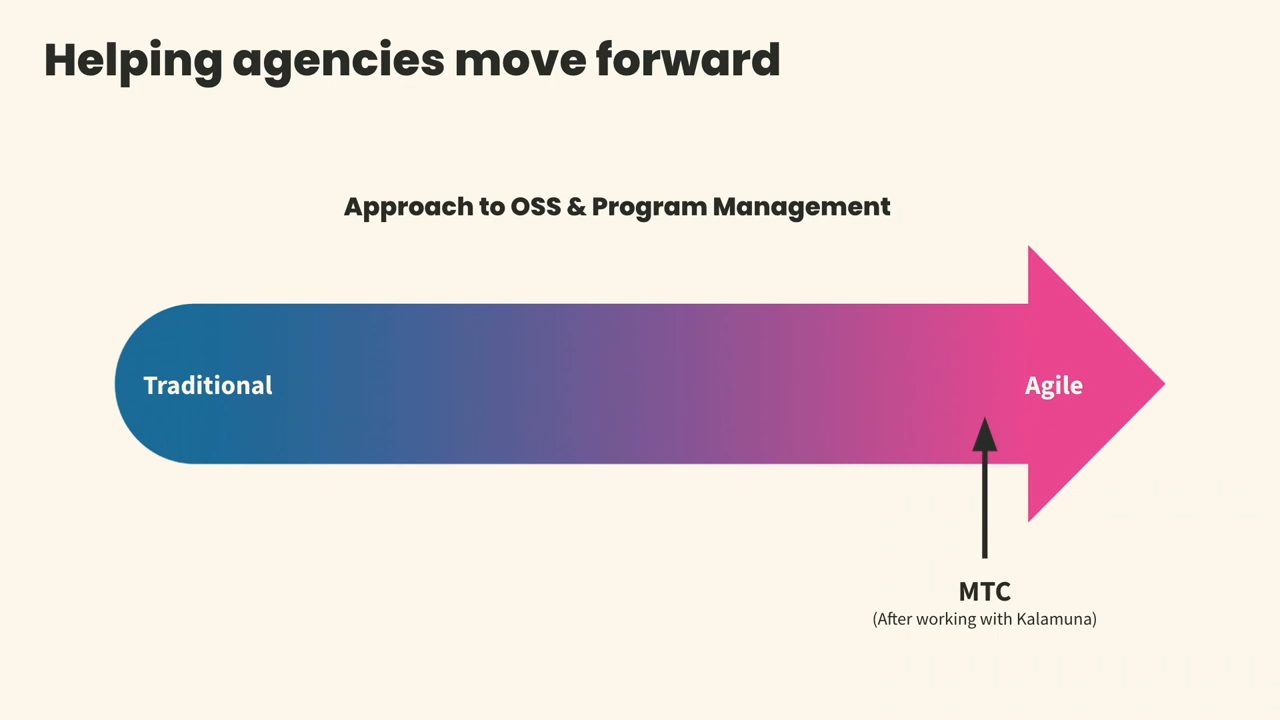 Helping agencies move forward
Approach to OSS & Program Management
Traditional
Agile
MTC
(After working with Kalamuna)